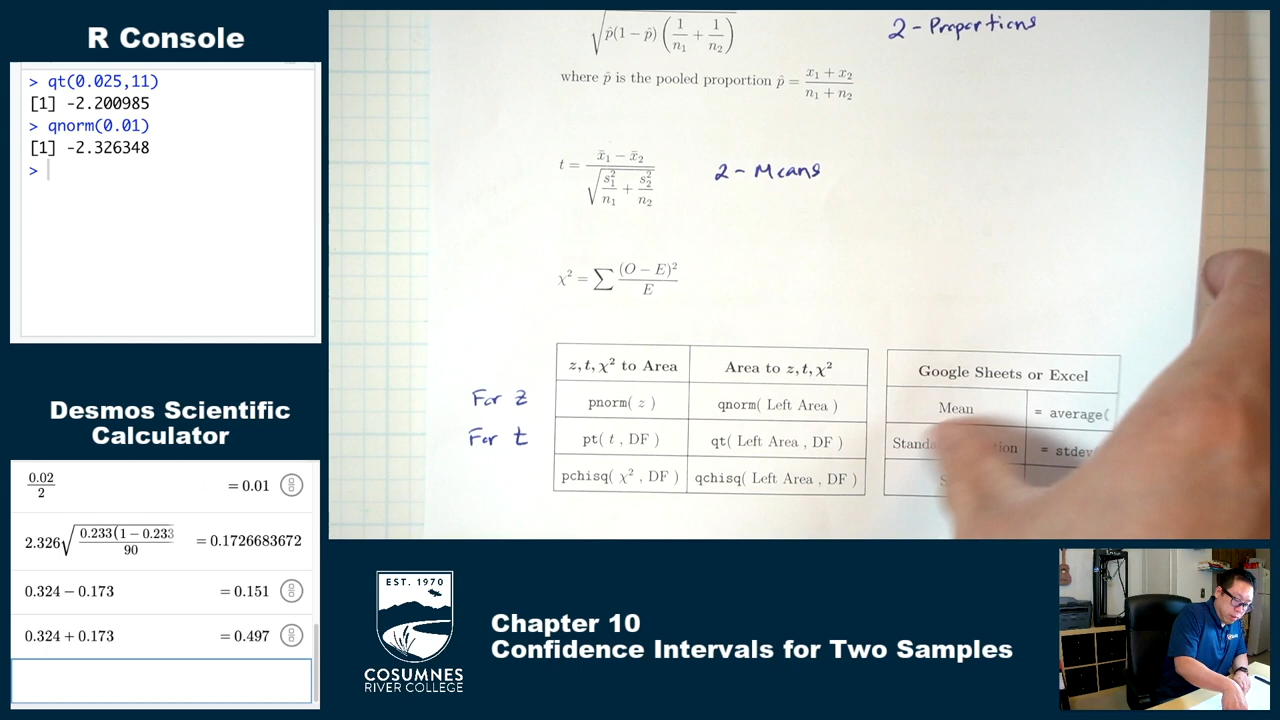 R Console
> qt(0.025,11)
[1] -2.200985
> qnorm(0.01)
[1] -2.326348
>
Desmos Scientific
Calculator
0.02/2 = 0.01
2.326√(0.233(1−0.233/90 = 0.1726683672
0.324 − 0.173 = 0.151
0.324 + 0.173 = 0.497
√(p̂(1 − p̂)(1/n₁ + 1/n₂)) 2-Proportions
where p̂ is the pooled proportion p̂ = (x₁ + x₂)/(n₁ + n₂)
t = (x̄₁ − x̄₂)/√(s₁²/n₁ + s₂²/n₂) 2-Means
χ² = ∑ (O − E)²/E
z, t, χ² to Area Area to z, t, χ²
For z pnorm( z ) qnorm( Left Area )
For t pt( t , DF ) qt( Left Area , DF )
pchisq( χ² , DF ) qchisq( Left Area , DF )
Google Sheets or Excel
Mean = average(
= stdev
EST. 1970
COSUMNES
RIVER COLLEGE
Chapter 10
Confidence Intervals for Two Samples